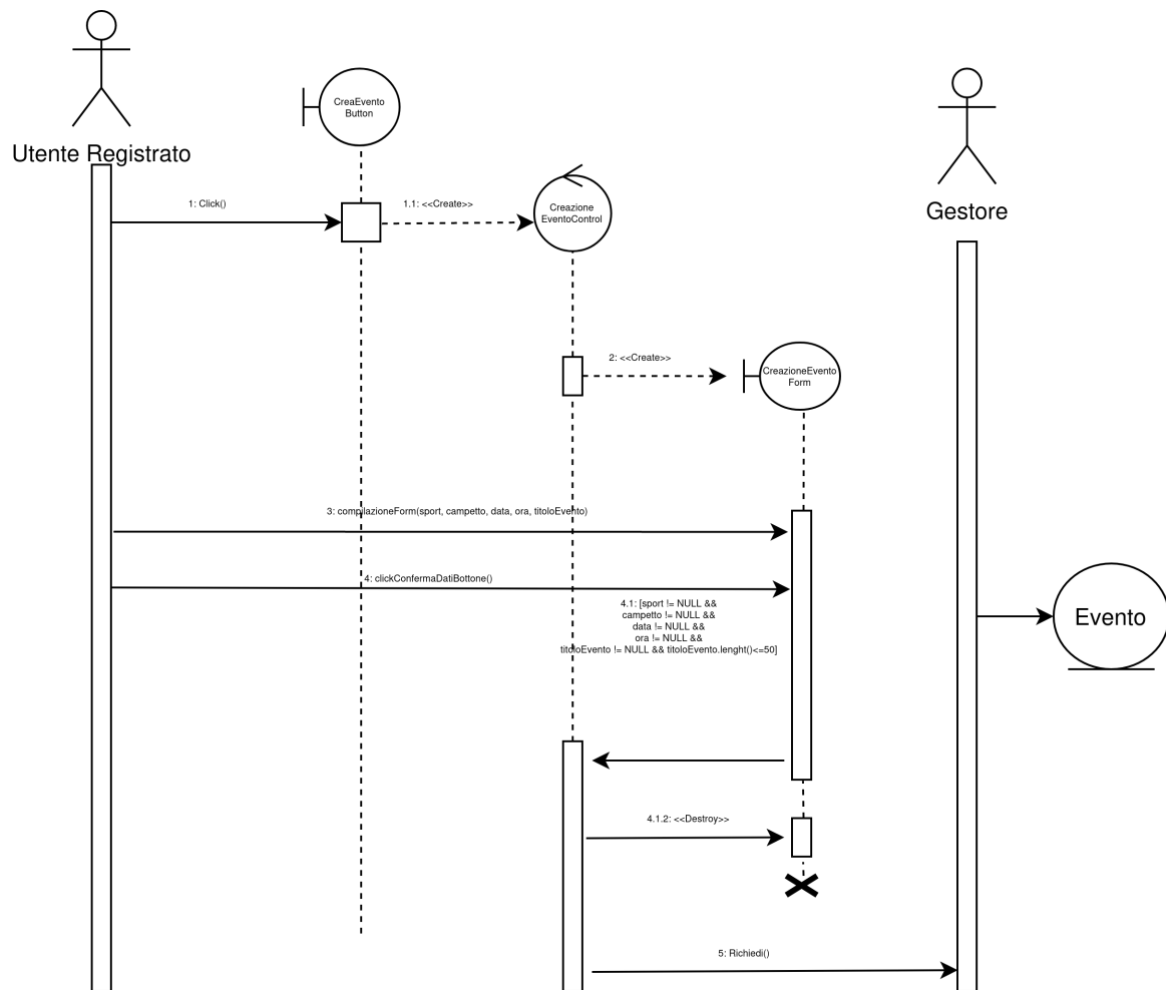 CreaEvento
Button
Utente Registrato
1: Click()
1.1: <<Create>>
Creazione
EventoControl
Gestore
2: <<Create>>
CreazioneEvento
Form
3: compilazioneForm(sport, campetto, data, ora, titoloEvento)
4: clickConfermaDatiBottone()
4.1: [sport != NULL &&
campetto != NULL &&
data != NULL &&
ora != NULL &&
titoloEvento != NULL && titoloEvento.lenght()<=50]
Evento
4.1.2: <<Destroy>>
5: Richiedi()